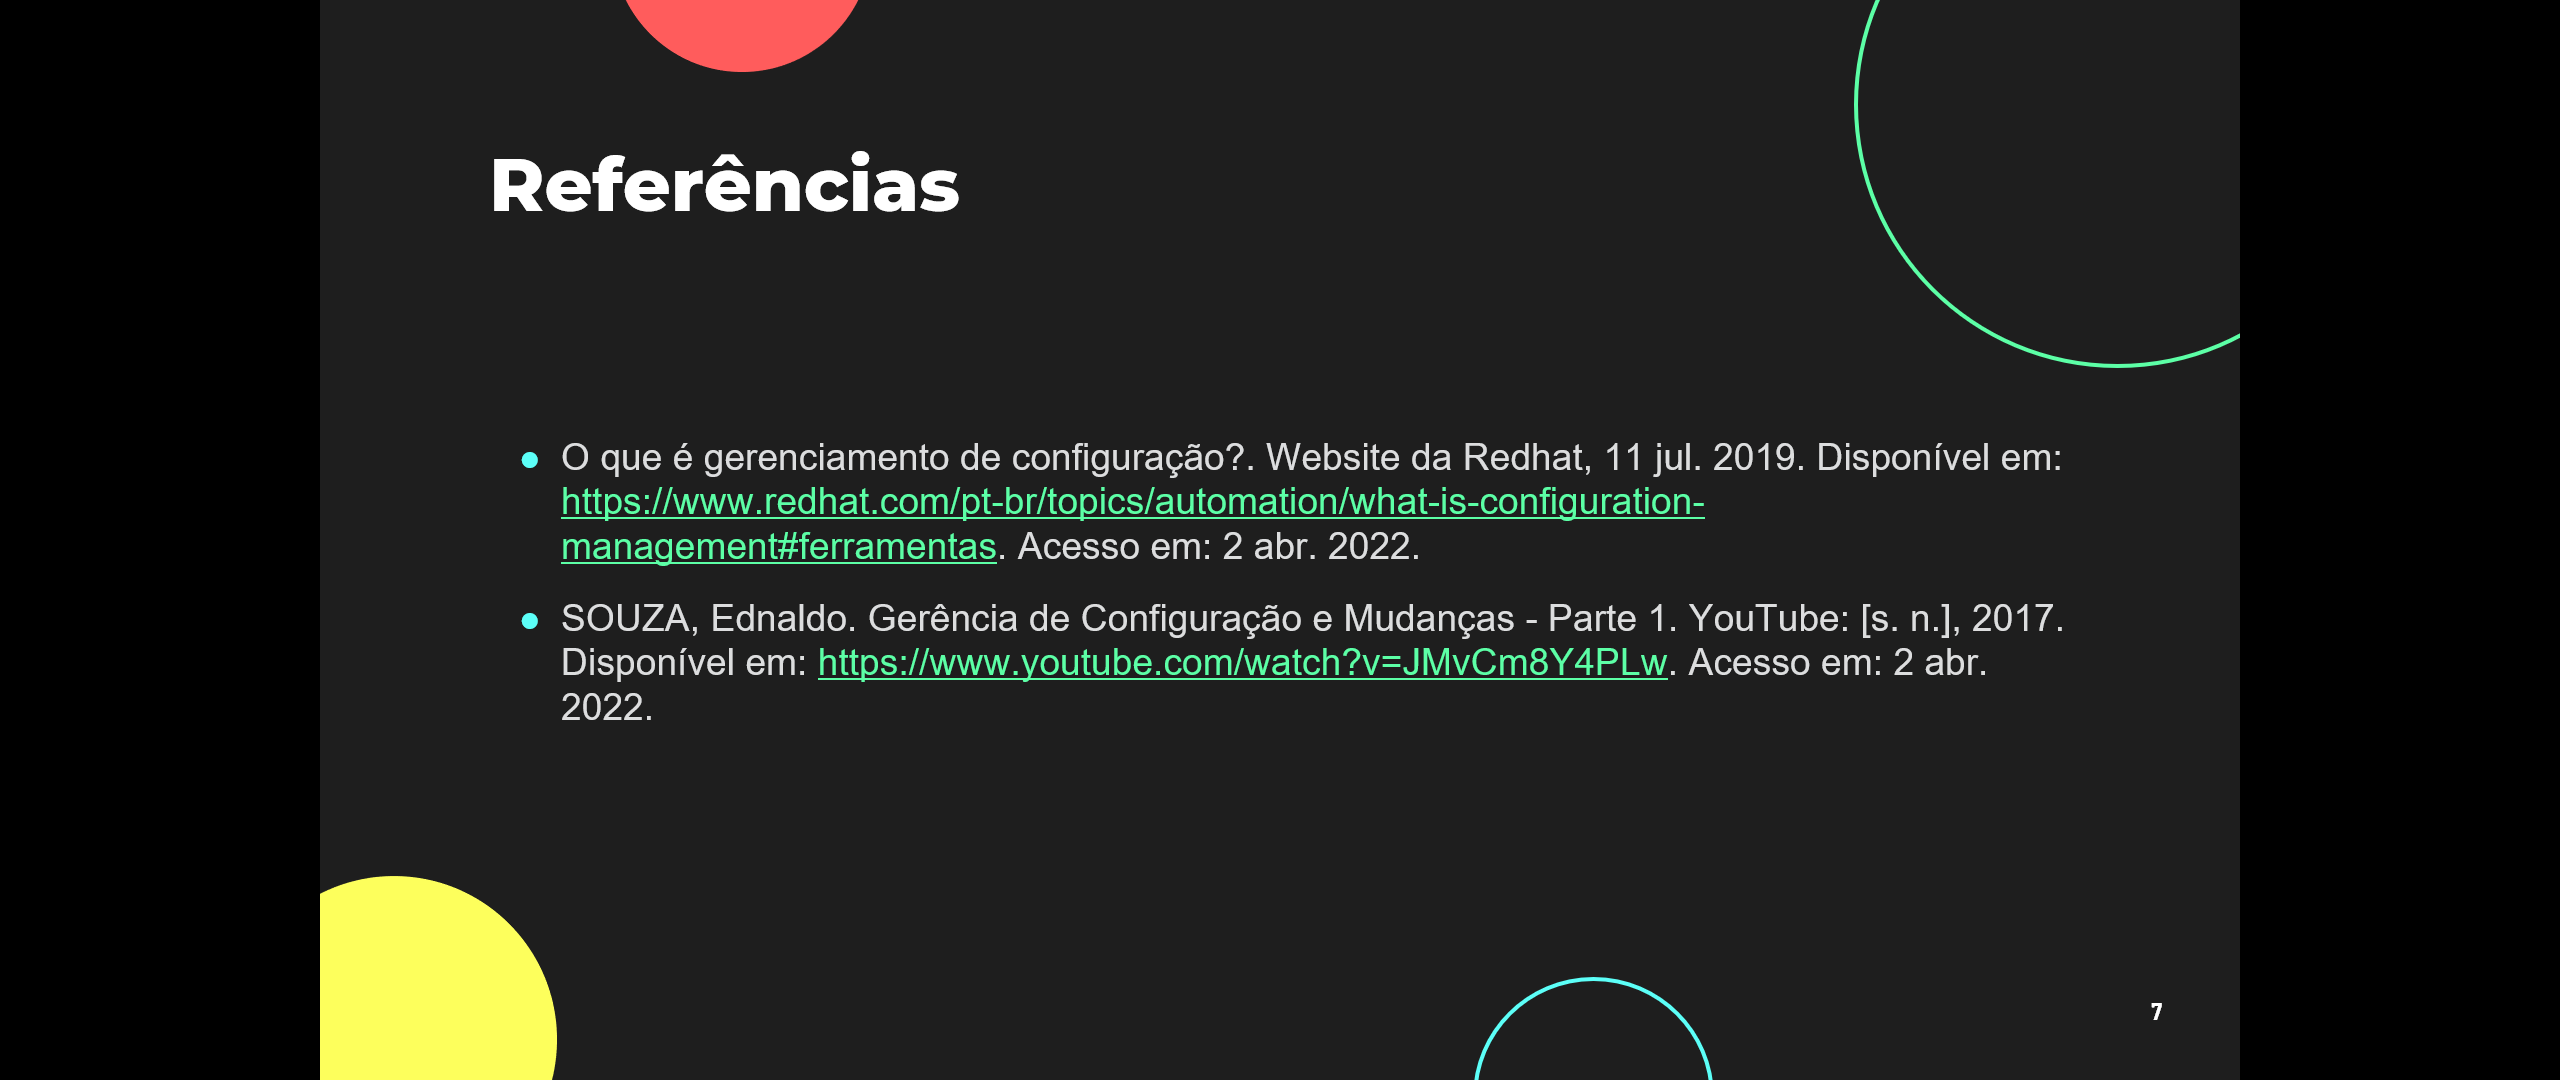 Referências
O que é gerenciamento de configuração?. Website da Redhat, 11 jul. 2019. Disponível em:
https://www.redhat.com/pt-br/topics/automation/what-is-configuration-
management#ferramentas. Acesso em: 2 abr. 2022.
SOUZA, Ednaldo. Gerência de Configuração e Mudanças - Parte 1. YouTube: [s. n.], 2017.
Disponível em: https://www.youtube.com/watch?v=JMvCm8Y4PLw. Acesso em: 2 abr.
2022.
7